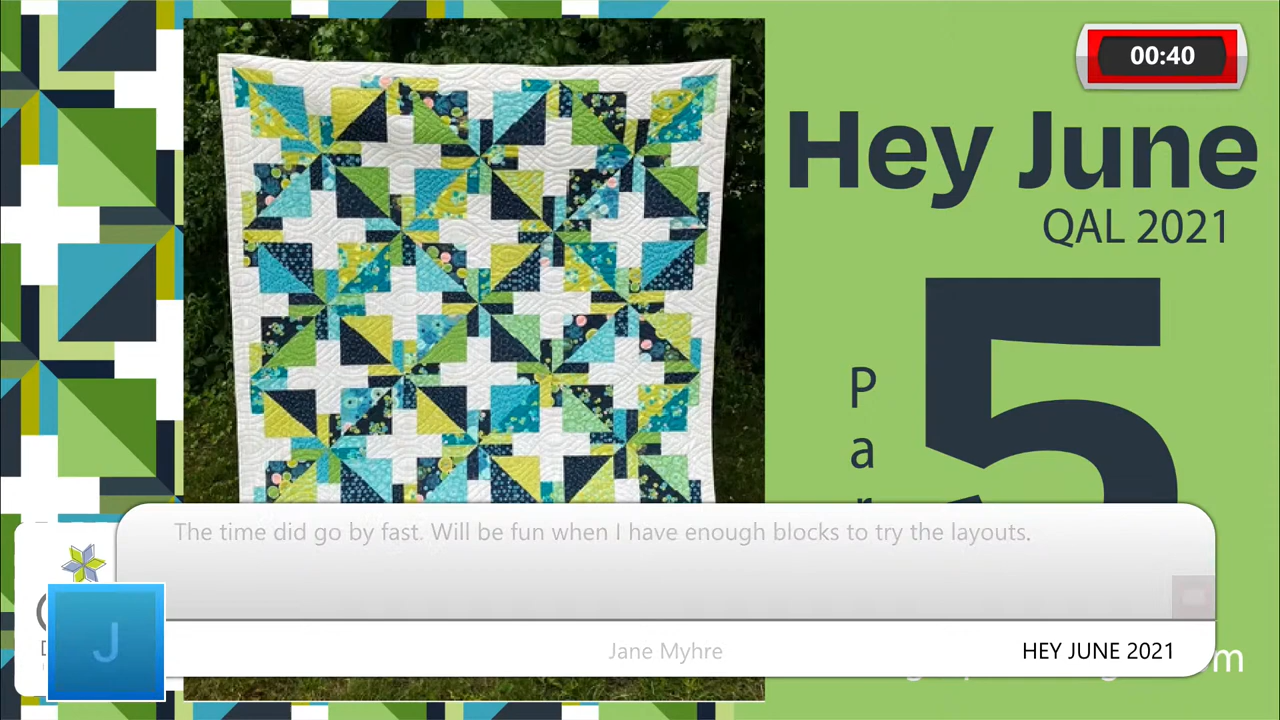 00:40
Hey June
QAL 2021
5
P
a
r
The time did go by fast. Will be fun when I have enough blocks to try the layouts.
J
Jane Myhre
HEY JUNE 2021
m